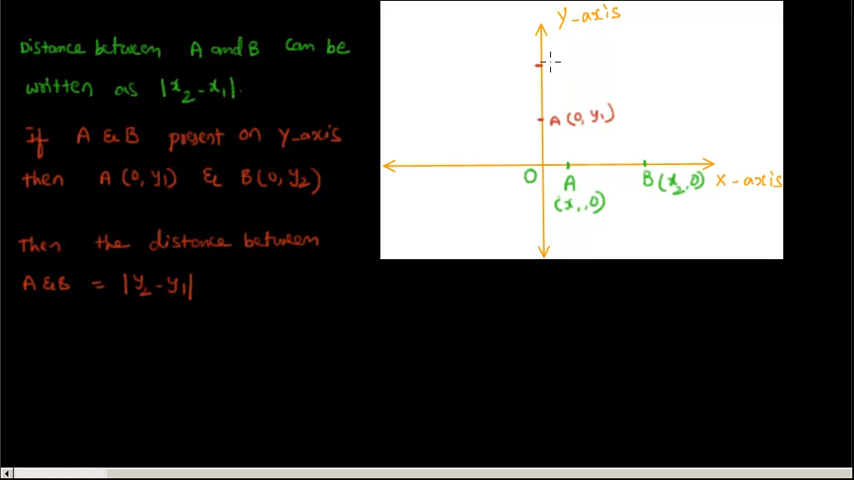 Distance between A and B can be
written as |x₂-x₁|.
If A & B present on Y-axis
then A(0,y₁) & B(0,y₂)
Then the distance between
A&B = |y₂-y₁|
Y-axis
A(0,y₁)
O
A
(x₁,0)
B(x₂,0)
x-axis